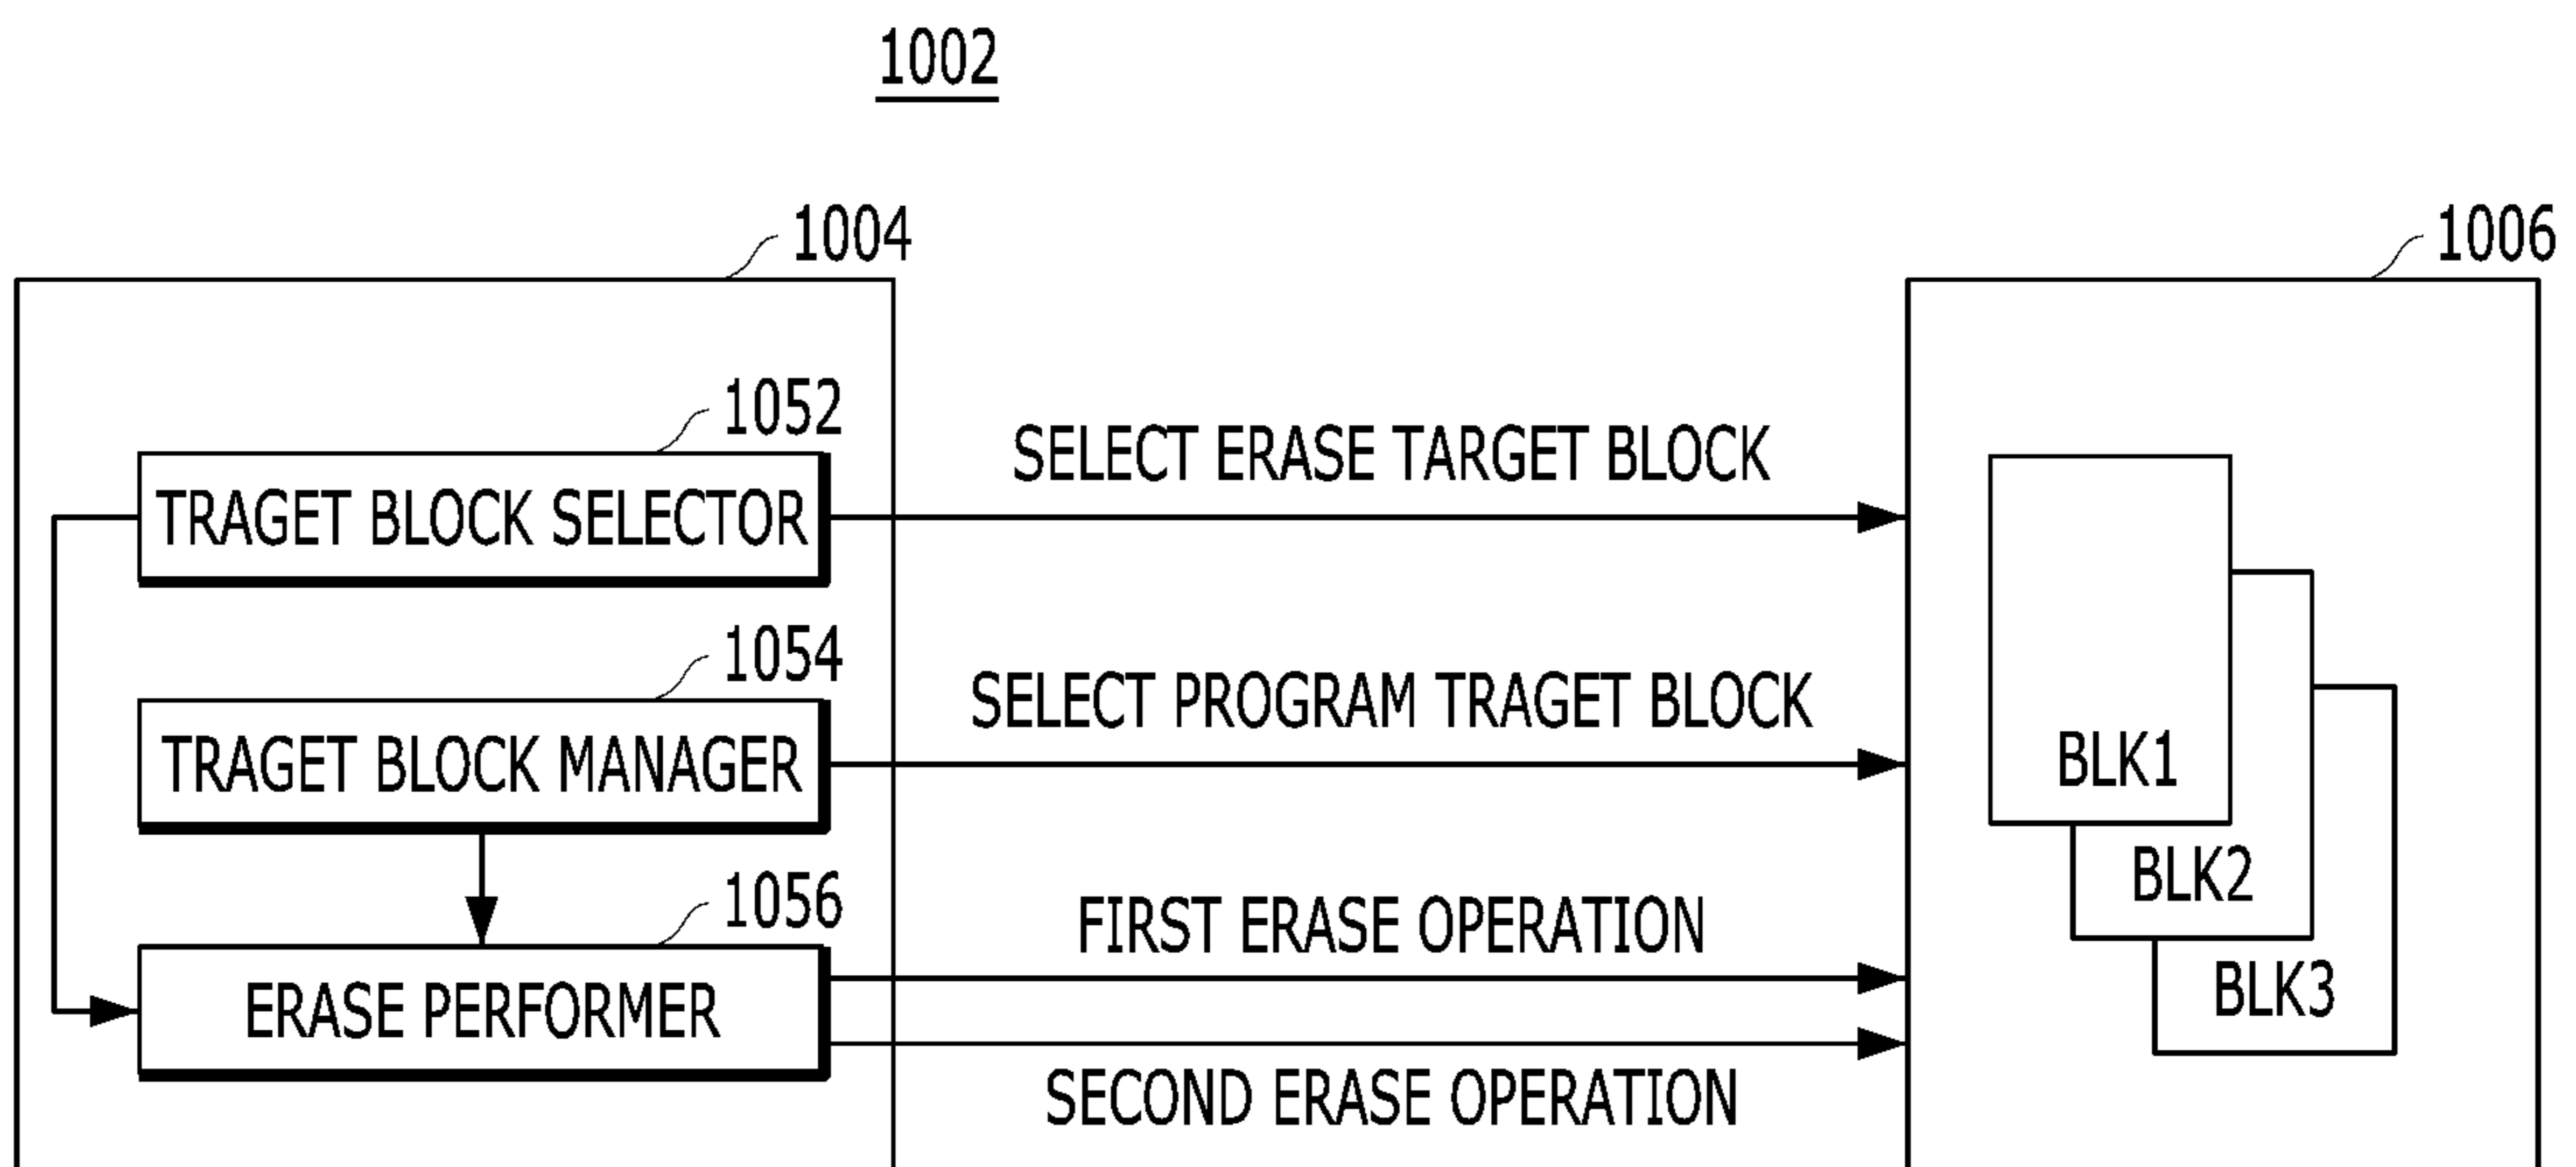 1002
1004
1006
1052
SELECT ERASE TARGET BLOCK
TRAGET BLOCK SELECTOR
1054
SELECT PROGRAM TRAGET BLOCK
TRAGET BLOCK MANAGER
BLK1
1056
BLK2
FIRST ERASE OPERATION
ERASE PERFORMER
BLK3
SECOND ERASE OPERATION